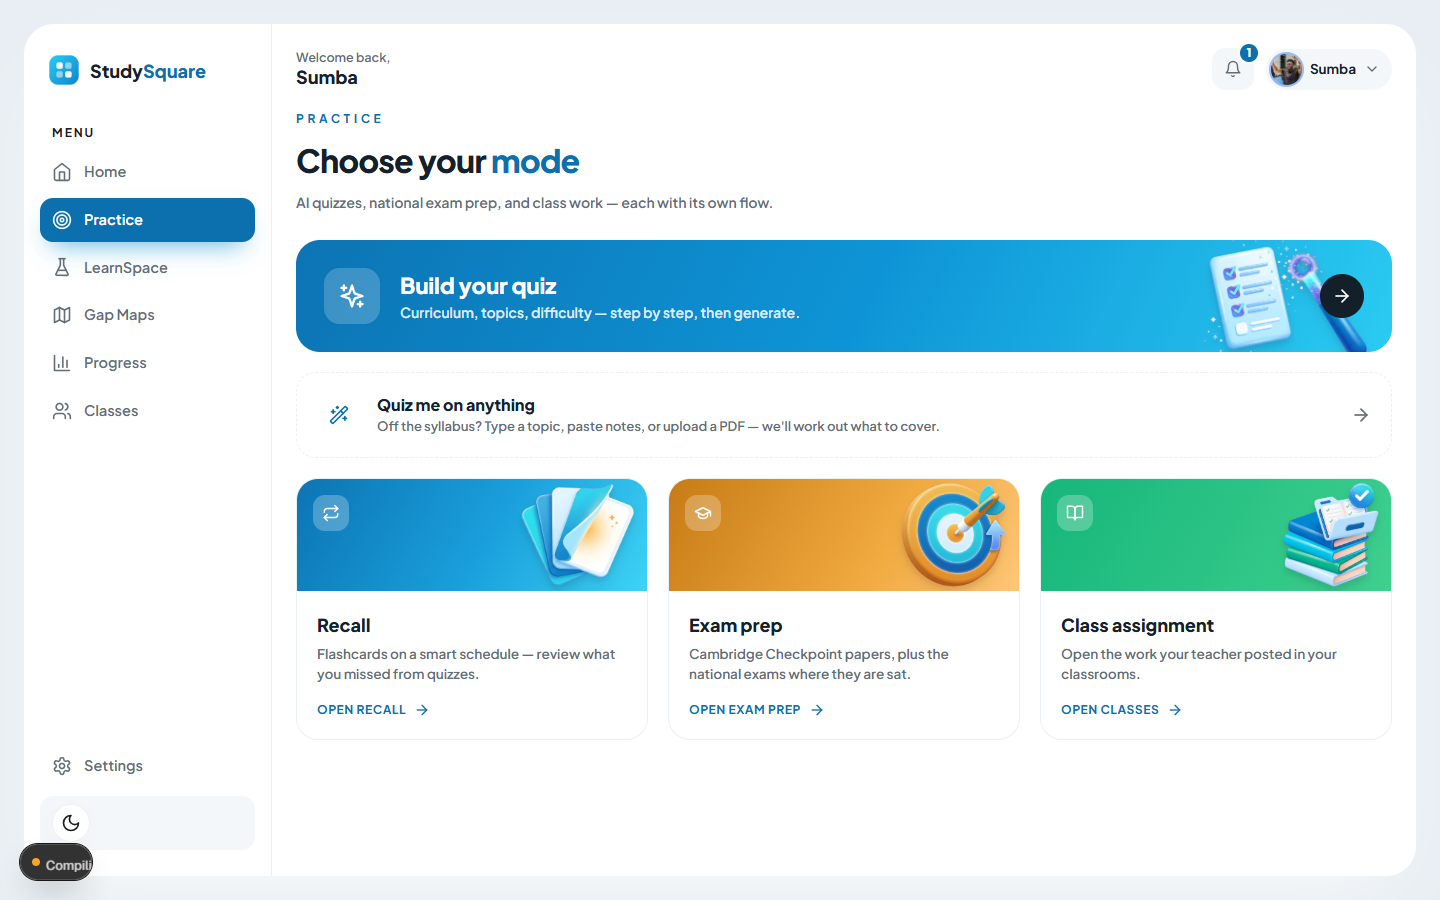 StudySquare
MENU
Home
Practice
LearnSpace
Gap Maps
Progress
Classes
Settings
Compili
Welcome back,
Sumba
1
Sumba
PRACTICE
Choose your mode
AI quizzes, national exam prep, and class work — each with its own flow.
Build your quiz
Curriculum, topics, difficulty — step by step, then generate.
Quiz me on anything
Off the syllabus? Type a topic, paste notes, or upload a PDF — we'll work out what to cover.
Recall
Flashcards on a smart schedule — review what
you missed from quizzes.
OPEN RECALL
Exam prep
Cambridge Checkpoint papers, plus the
national exams where they are sat.
OPEN EXAM PREP
Class assignment
Open the work your teacher posted in your
classrooms.
OPEN CLASSES